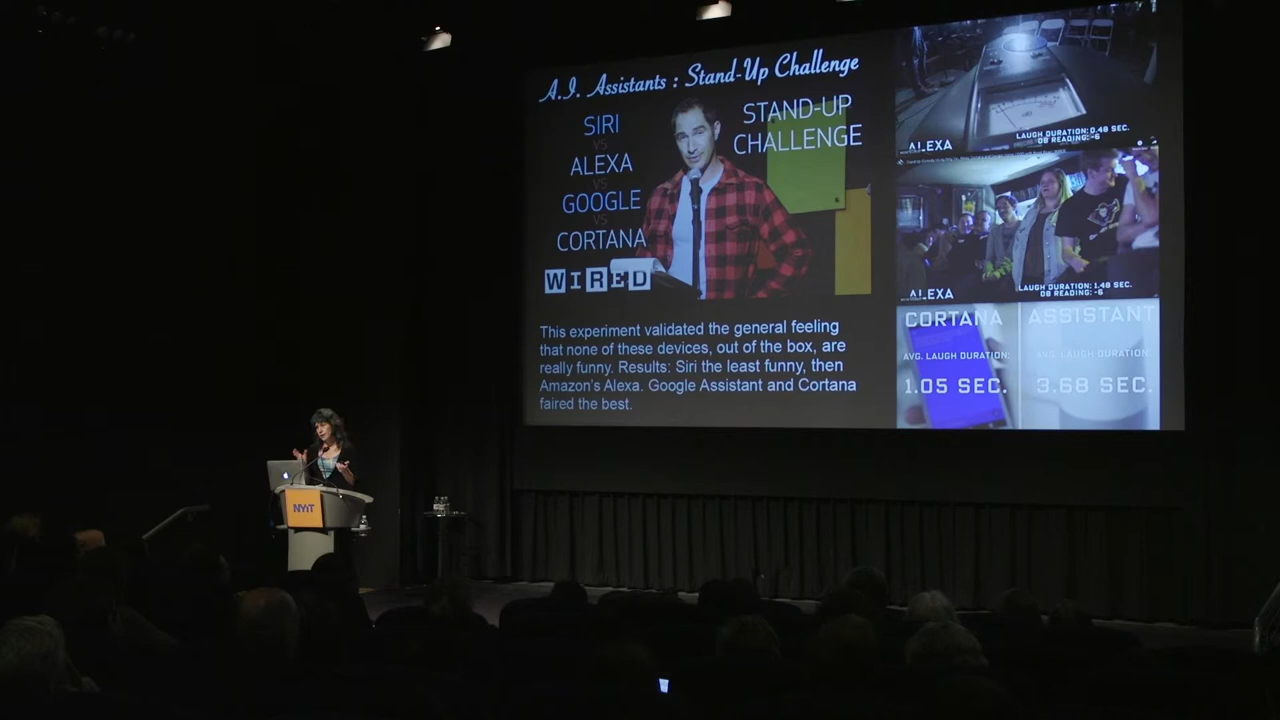 A.I. Assistants : Stand-Up Challenge
SIRI
VS
ALEXA
VS
GOOGLE
VS
CORTANA
WIRED
STAND-UP
CHALLENGE
This experiment validated the general feeling
that none of these devices, out of the box, are
really funny. Results: Siri the least funny, then
Amazon's Alexa. Google Assistant and Cortana
faired the best.
ALEXA
LAUGH DURATION: 0.48 SEC.
DB READING: -6
ALEXA
LAUGH DURATION: 1.48 SEC.
DB READING: -6
CORTANA
AVG. LAUGH DURATION:
1.05 SEC.
ASSISTANT
AVG. LAUGH DURATION:
3.68 SEC.
NYIT